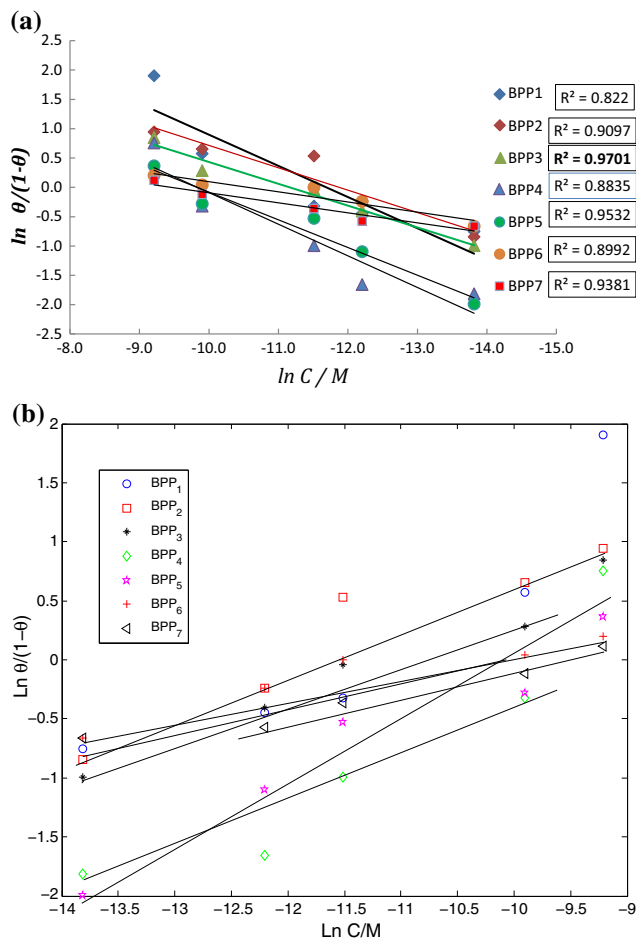 (a)
ln θ/(1-θ)
2.5
2.0
1.5
1.0
0.5
0.0
-0.5
-1.0
-1.5
-2.0
-2.5
-8.0 -9.0 -10.0 -11.0 -12.0 -13.0 -14.0 -15.0
ln C / M
BPP1 R² = 0.822
BPP2 R² = 0.9097
BPP3 R² = 0.9701
BPP4 R² = 0.8835
BPP5 R² = 0.9532
BPP6 R² = 0.8992
BPP7 R² = 0.9381
(b)
Ln θ/(1−θ)
2
1.5
1
0.5
0
-0.5
-1
-1.5
-2
BPP₁
BPP₂
BPP₃
BPP₄
BPP₅
BPP₆
BPP₇
-14 -13.5 -13 -12.5 -12 -11.5 -11 -10.5 -10 -9.5 -9
Ln C/M